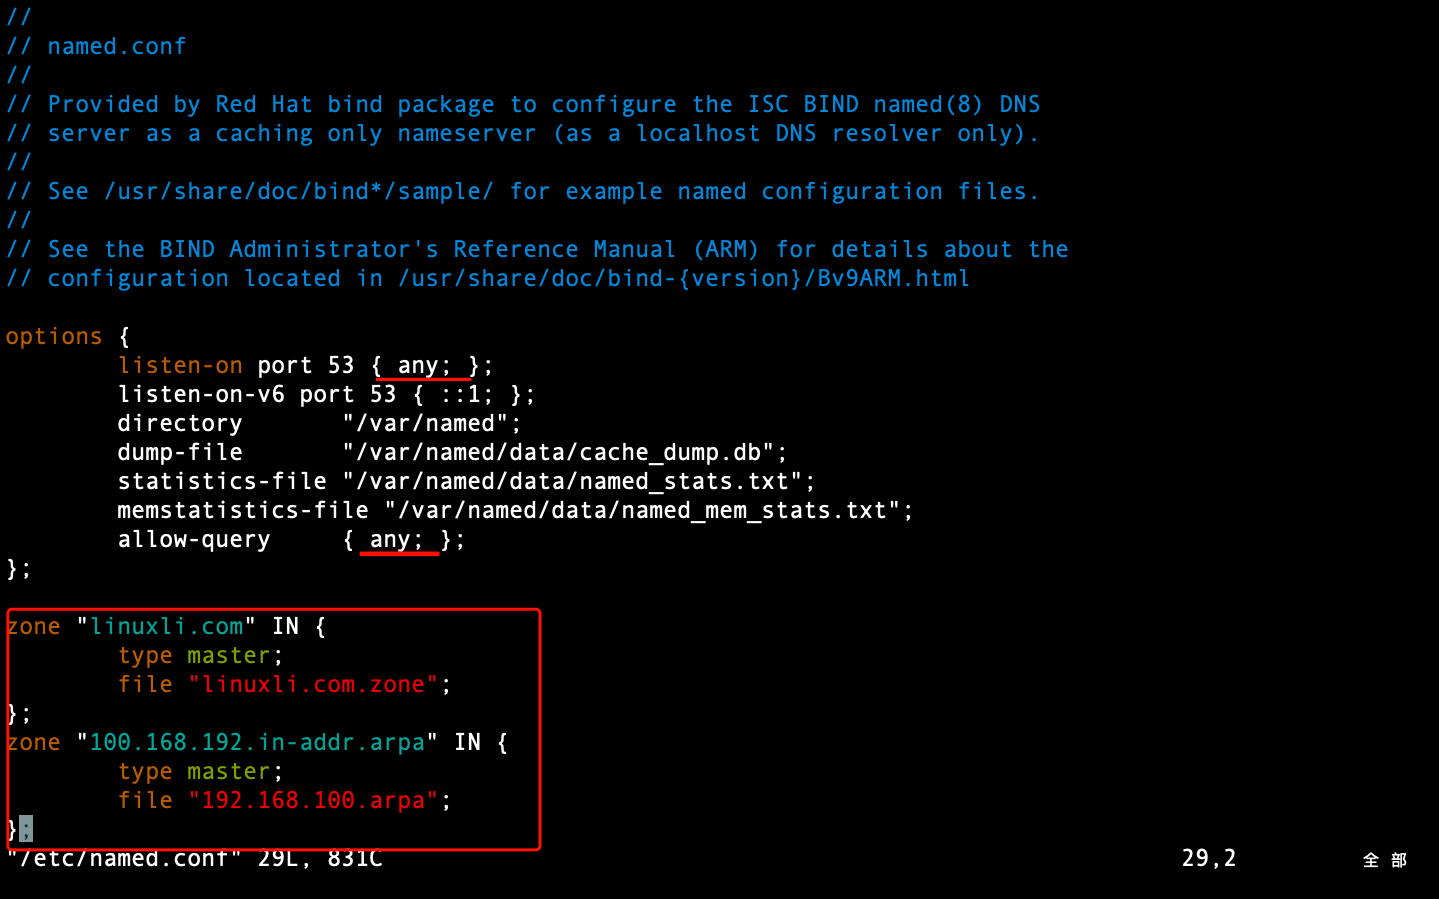 //
// named.conf
//
// Provided by Red Hat bind package to configure the ISC BIND named(8) DNS
// server as a caching only nameserver (as a localhost DNS resolver only).
//
// See /usr/share/doc/bind*/sample/ for example named configuration files.
//
// See the BIND Administrator's Reference Manual (ARM) for details about the
// configuration located in /usr/share/doc/bind-{version}/Bv9ARM.html
options {
listen-on port 53 { any; };
listen-on-v6 port 53 { ::1; };
directory "/var/named";
dump-file "/var/named/data/cache_dump.db";
statistics-file "/var/named/data/named_stats.txt";
memstatistics-file "/var/named/data/named_mem_stats.txt";
allow-query { any; };
};
zone "linuxli.com" IN {
type master;
file "linuxli.com.zone";
};
zone "100.168.192.in-addr.arpa" IN {
type master;
file "192.168.100.arpa";
};
"/etc/named.conf" 29L, 831C 29,2 全部